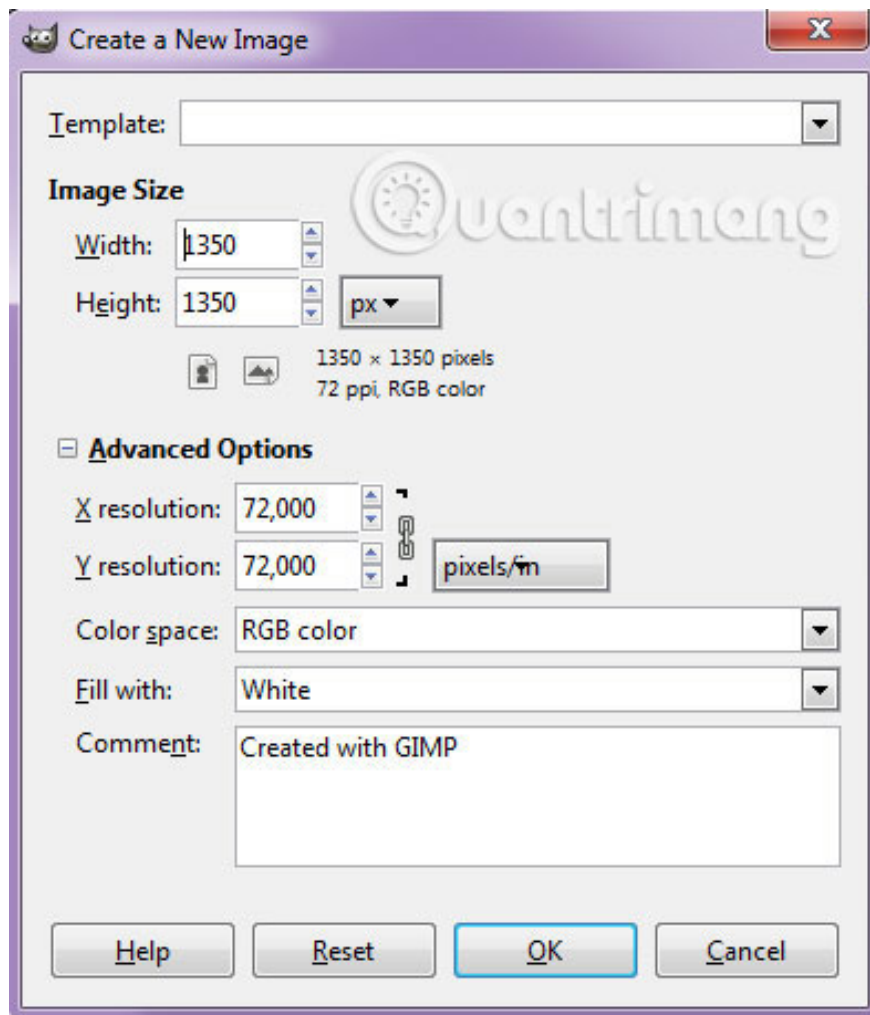 Create a New Image
Template:
Image Size
Quantrimang
Width: 1350
Height: 1350 px
1350 × 1350 pixels
72 ppi, RGB color
Advanced Options
X resolution: 72,000
Y resolution: 72,000 pixels/in
Color space: RGB color
Fill with: White
Comment: Created with GIMP
Help Reset OK Cancel